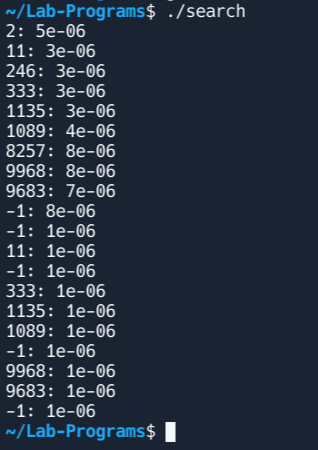 ~/Lab-Programs$ ./search
2: 5e-06
11: 3e-06
246: 3e-06
333: 3e-06
1135: 3e-06
1089: 4e-06
8257: 8e-06
9968: 8e-06
9683: 7e-06
-1: 8e-06
-1: 1e-06
11: 1e-06
-1: 1e-06
333: 1e-06
1135: 1e-06
1089: 1e-06
-1: 1e-06
9968: 1e-06
9683: 1e-06
-1: 1e-06
~/Lab-Programs$